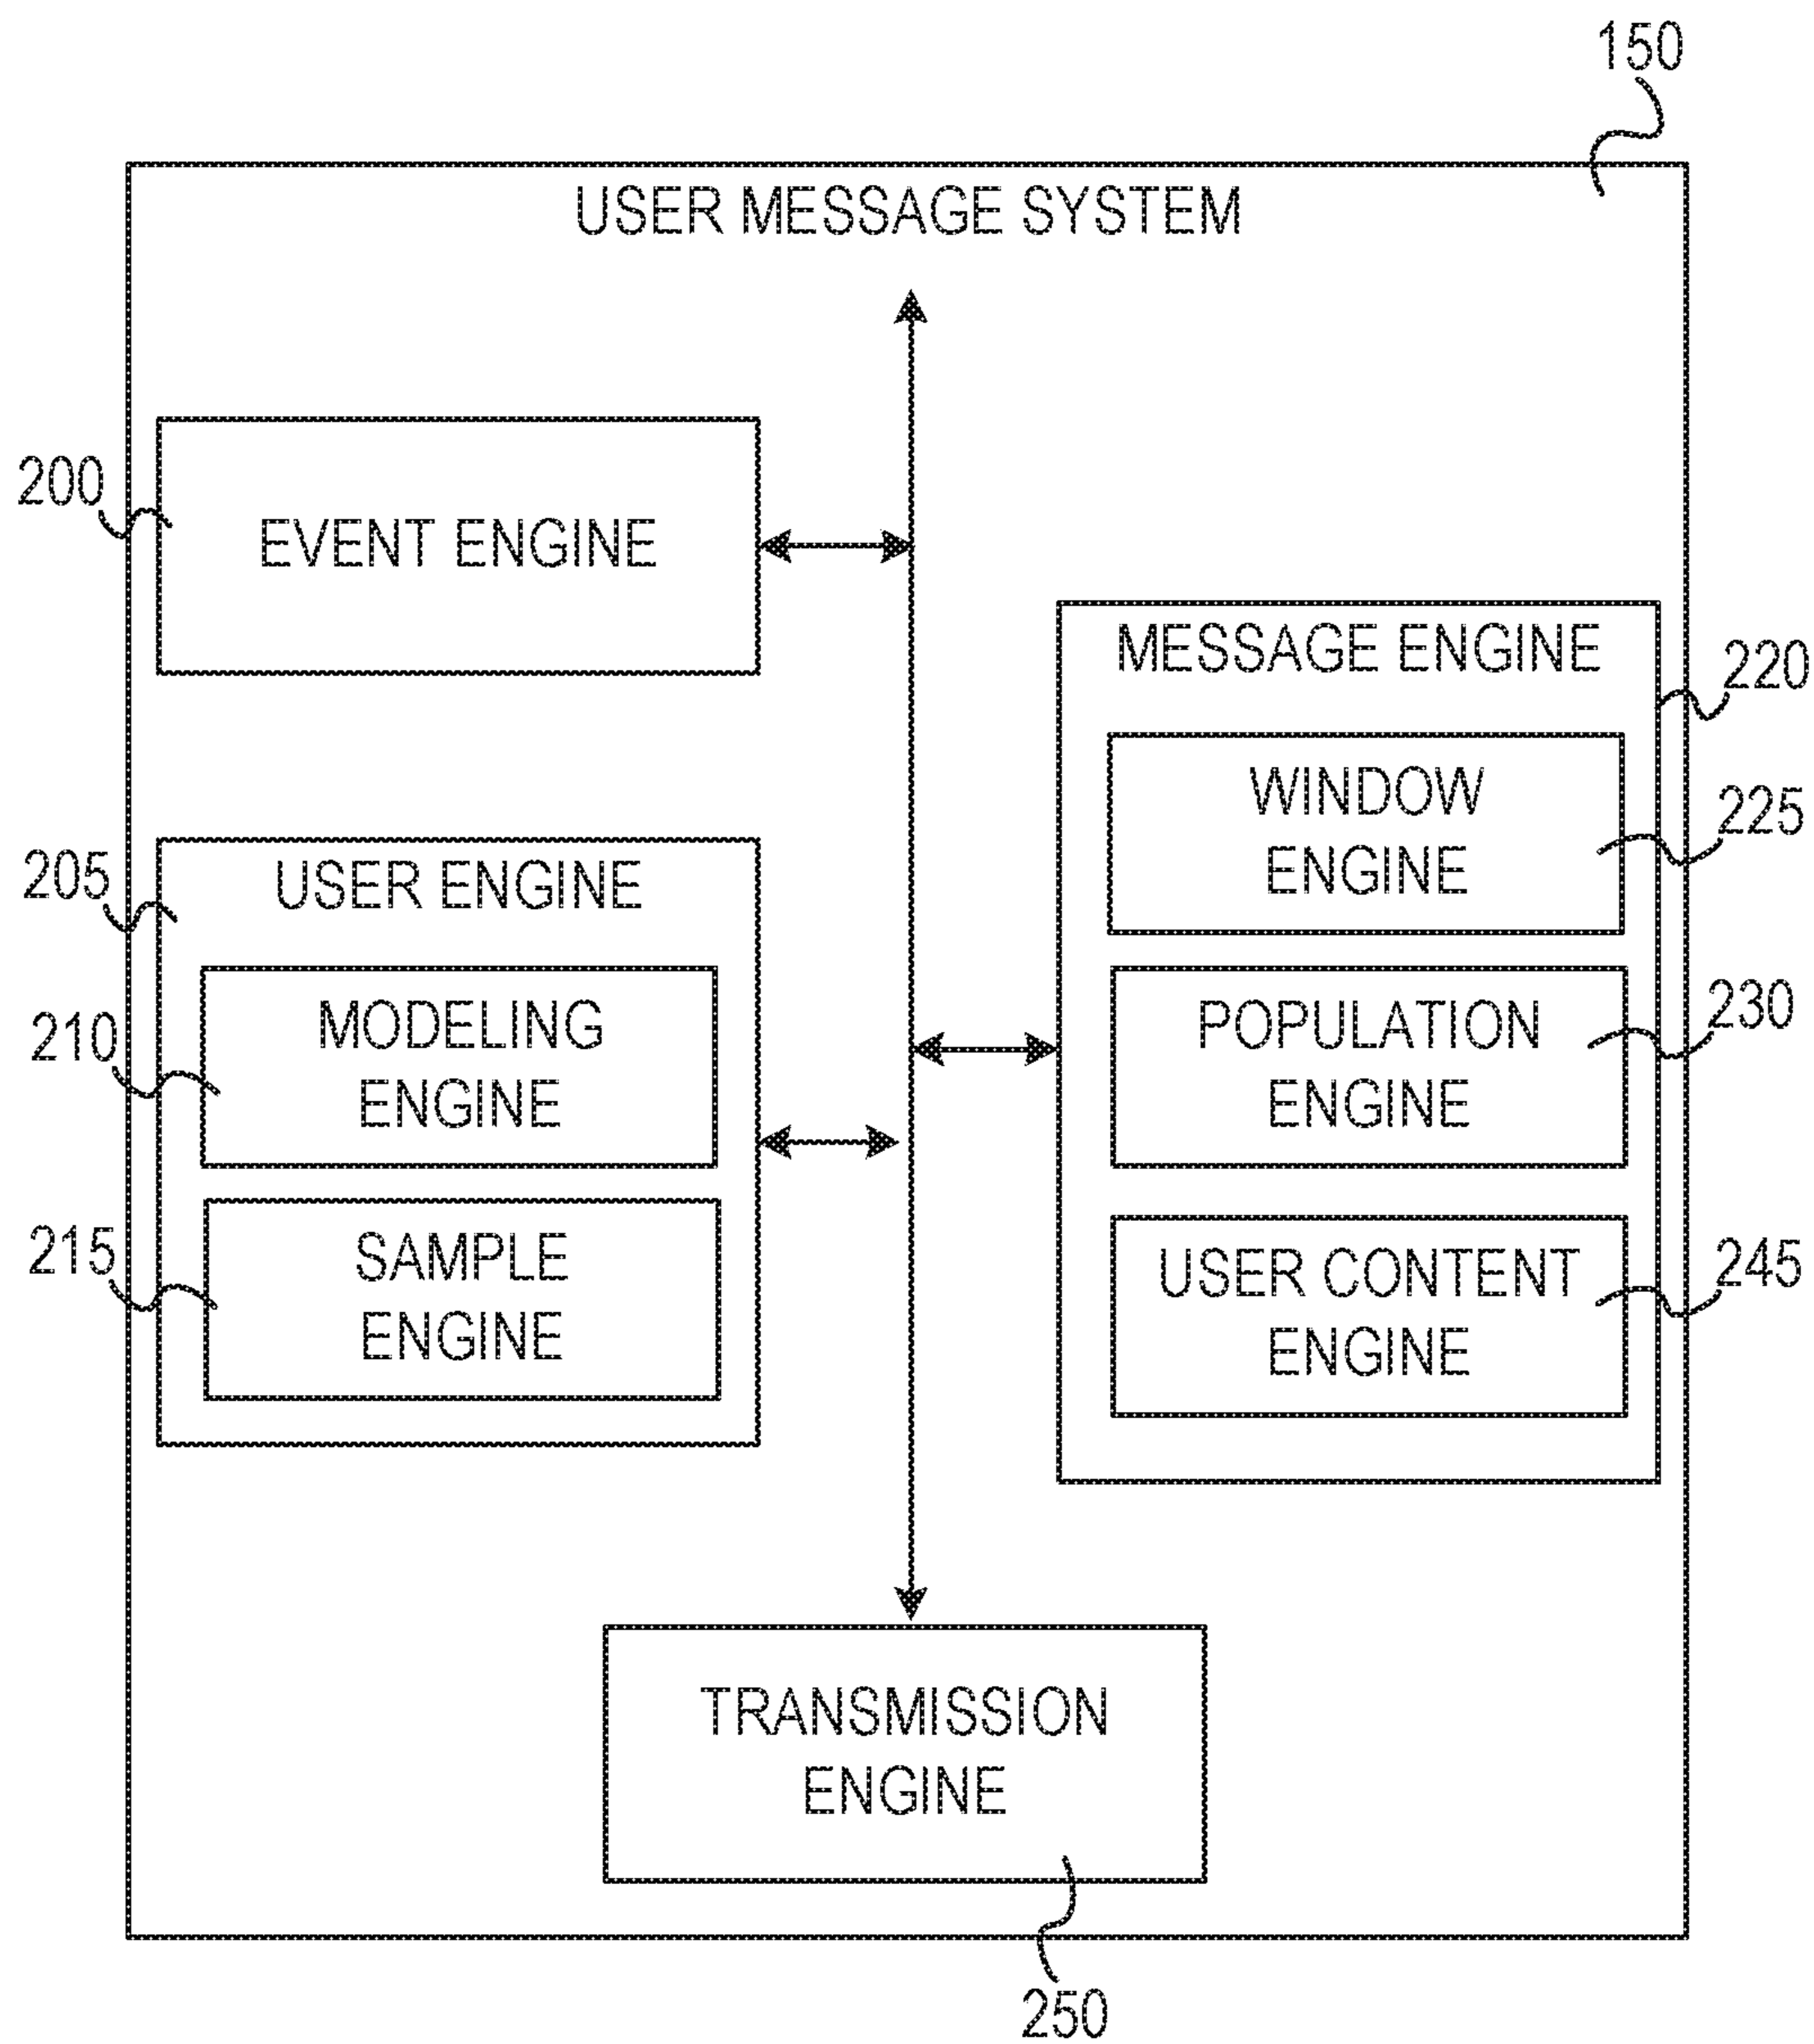 150
USER MESSAGE SYSTEM
200
EVENT ENGINE
MESSAGE ENGINE
220
WINDOW
ENGINE
225
205
USER ENGINE
210
MODELING
ENGINE
POPULATION
ENGINE
230
215
SAMPLE
ENGINE
USER CONTENT
ENGINE
245
TRANSMISSION
ENGINE
250